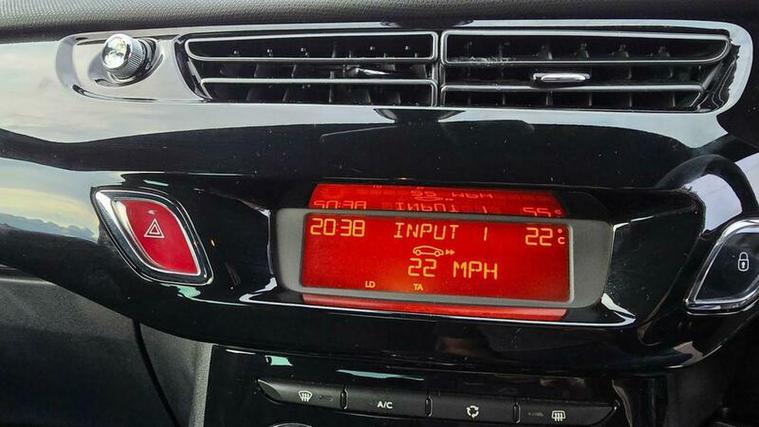 20:38 INPUT 1 22°C
22 MPH
LD TA
A/C